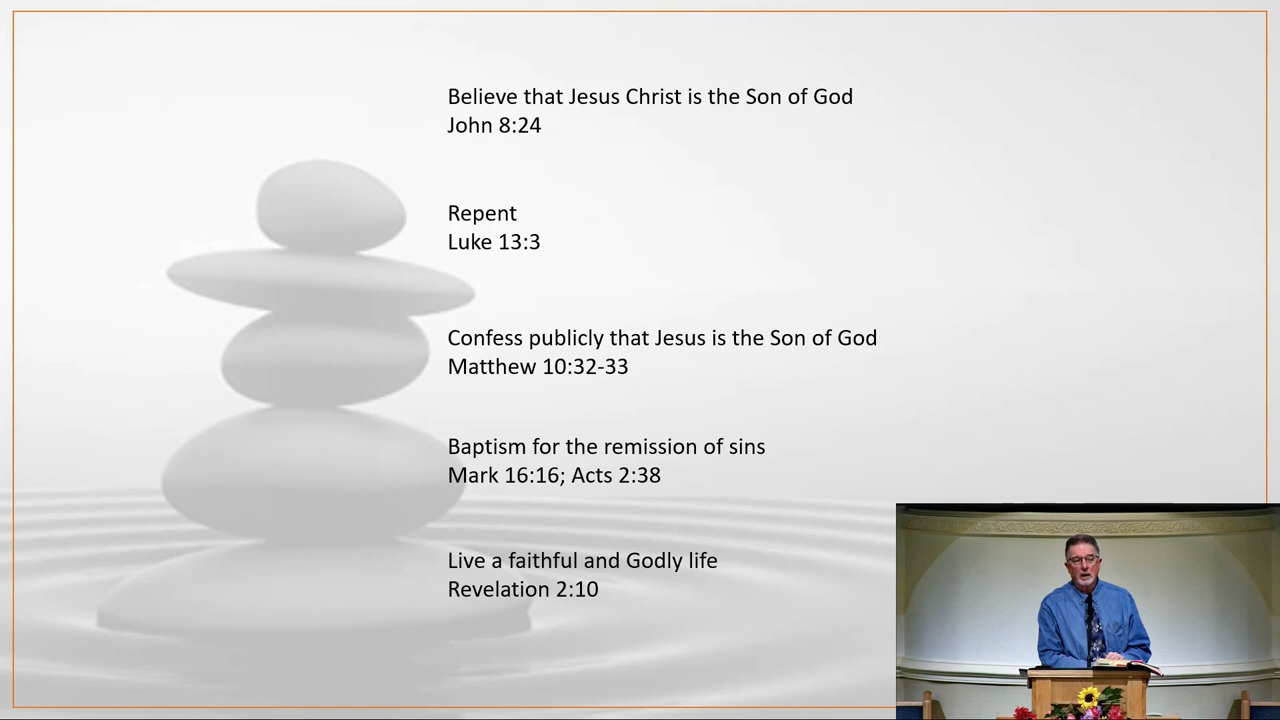 Believe that Jesus Christ is the Son of God
John 8:24
Repent
Luke 13:3
Confess publicly that Jesus is the Son of God
Matthew 10:32-33
Baptism for the remission of sins
Mark 16:16; Acts 2:38
Live a faithful and Godly life
Revelation 2:10